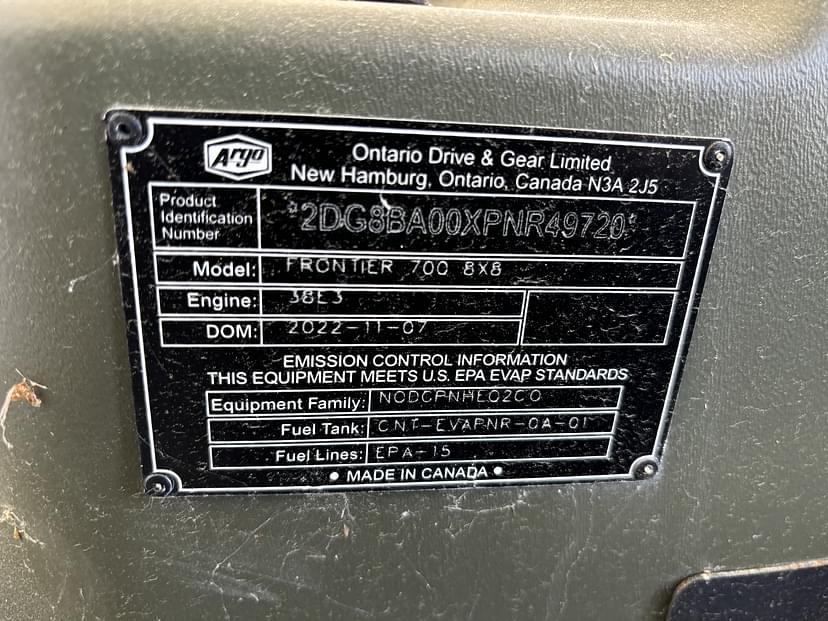 Argo
Ontario Drive & Gear Limited
New Hamburg, Ontario, Canada N3A 2J5
Product
Identification
Number
*2DG8BA00XPNR49720*
Model: FRONTIER 700 8X8
Engine: 38E3
DOM: 2022-11-07
EMISSION CONTROL INFORMATION
THIS EQUIPMENT MEETS U.S. EPA EVAP STANDARDS
Equipment Family: NODCPNHEQ2C0
Fuel Tank: CNT-EVAPNR-0A-01
Fuel Lines: EPA-15
• MADE IN CANADA •